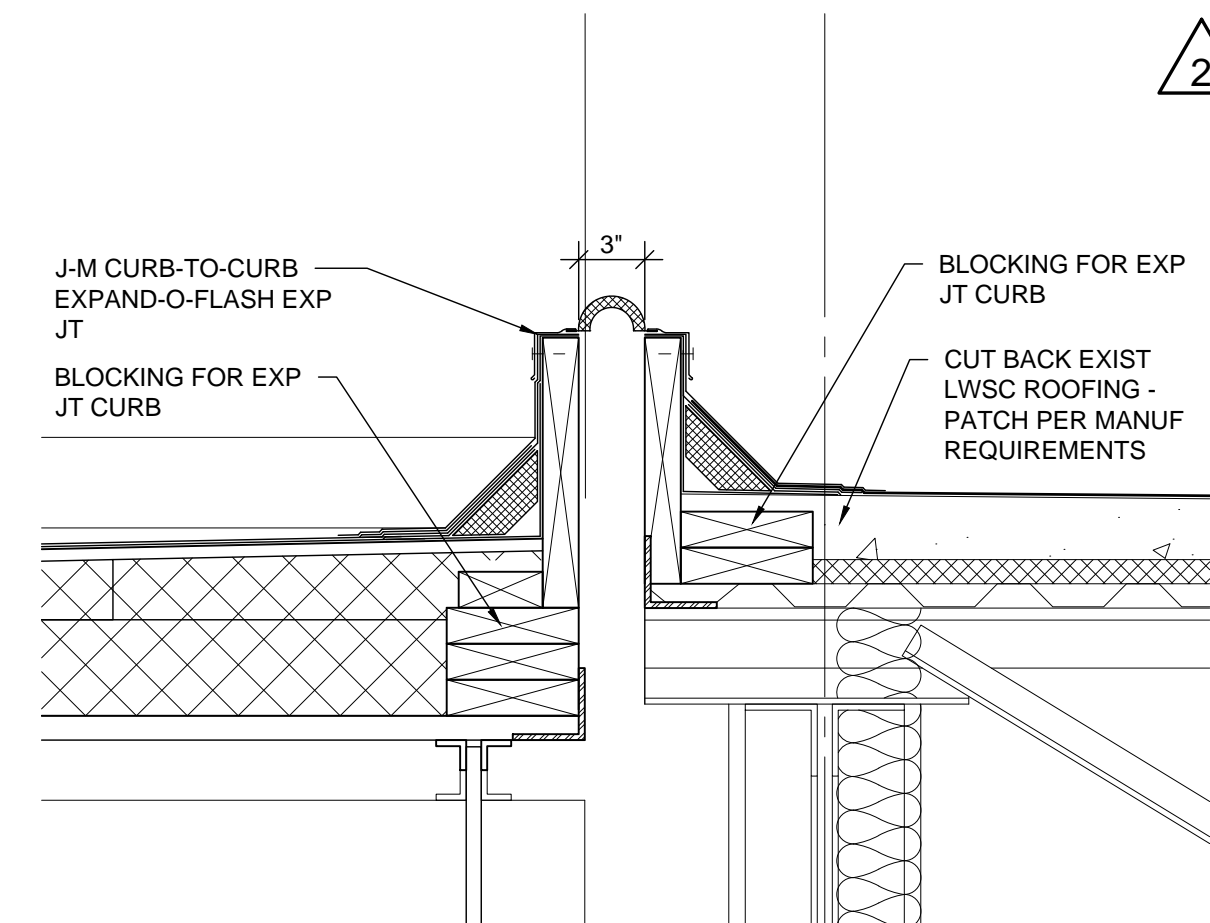 2
3"
J-M CURB-TO-CURB
EXPAND-O-FLASH EXP
JT
BLOCKING FOR EXP
JT CURB
BLOCKING FOR EXP
JT CURB
CUT BACK EXIST
LWSC ROOFING -
PATCH PER MANUF
REQUIREMENTS